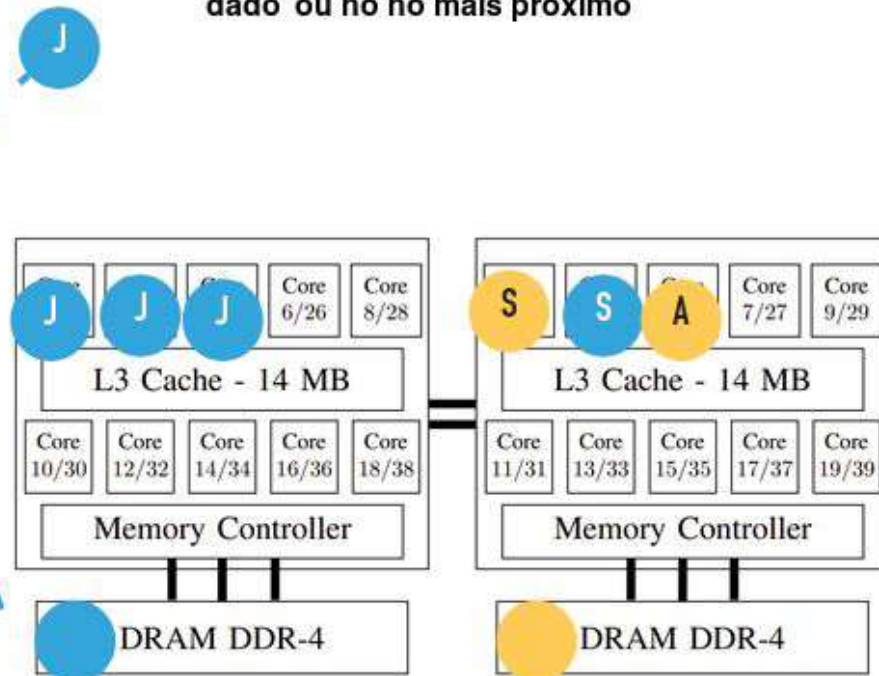 dado ou no nó mais próximo
J
J J J Core 6/26 Core 8/28
L3 Cache - 14 MB
Core 10/30 Core 12/32 Core 14/34 Core 16/36 Core 18/38
Memory Controller
DRAM DDR-4
S S A Core 7/27 Core 9/29
L3 Cache - 14 MB
Core 11/31 Core 13/33 Core 15/35 Core 17/37 Core 19/39
Memory Controller
DRAM DDR-4